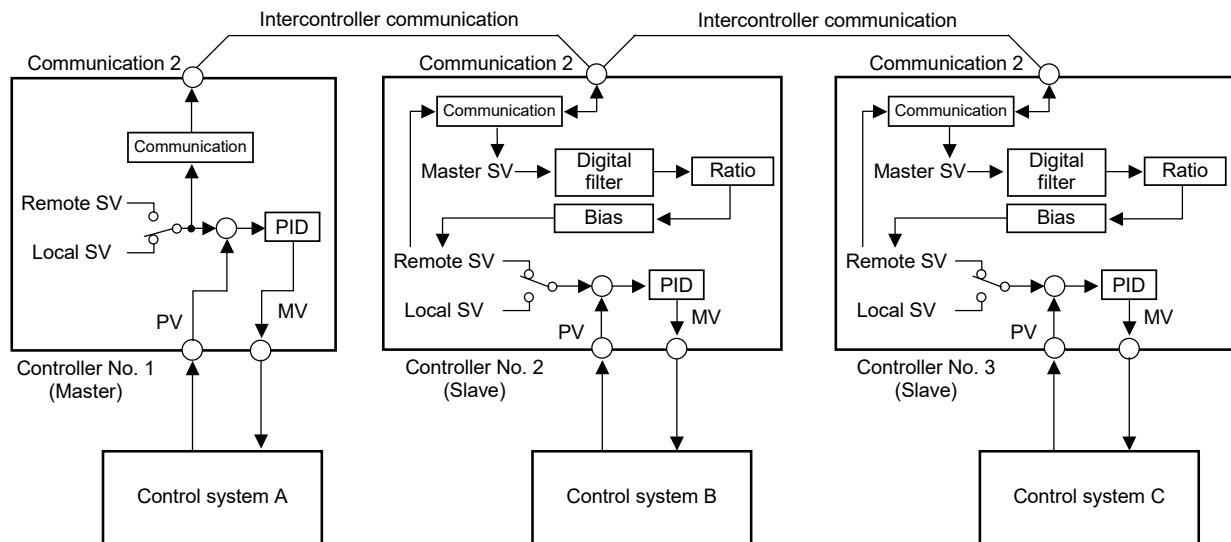 Intercontroller communication
Intercontroller communication
Communication 2
Communication
Remote SV
Local SV
PID
PV
MV
Controller No. 1
(Master)
Control system A
Communication 2
Communication
Master SV
Digital
filter
Ratio
Bias
Remote SV
Local SV
PID
PV
MV
Controller No. 2
(Slave)
Control system B
Communication 2
Communication
Master SV
Digital
filter
Ratio
Bias
Remote SV
Local SV
PID
PV
MV
Controller No. 3
(Slave)
Control system C